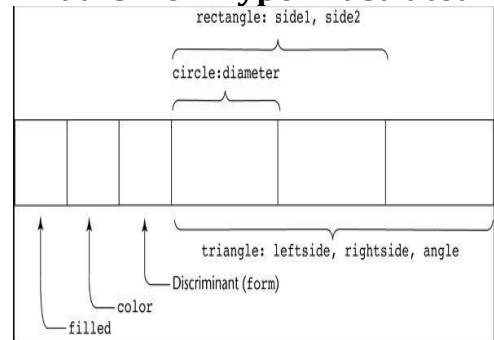 rectangle: side1, side2
circle:diameter
triangle: leftside, rightside, angle
Discriminant (form)
color
filled